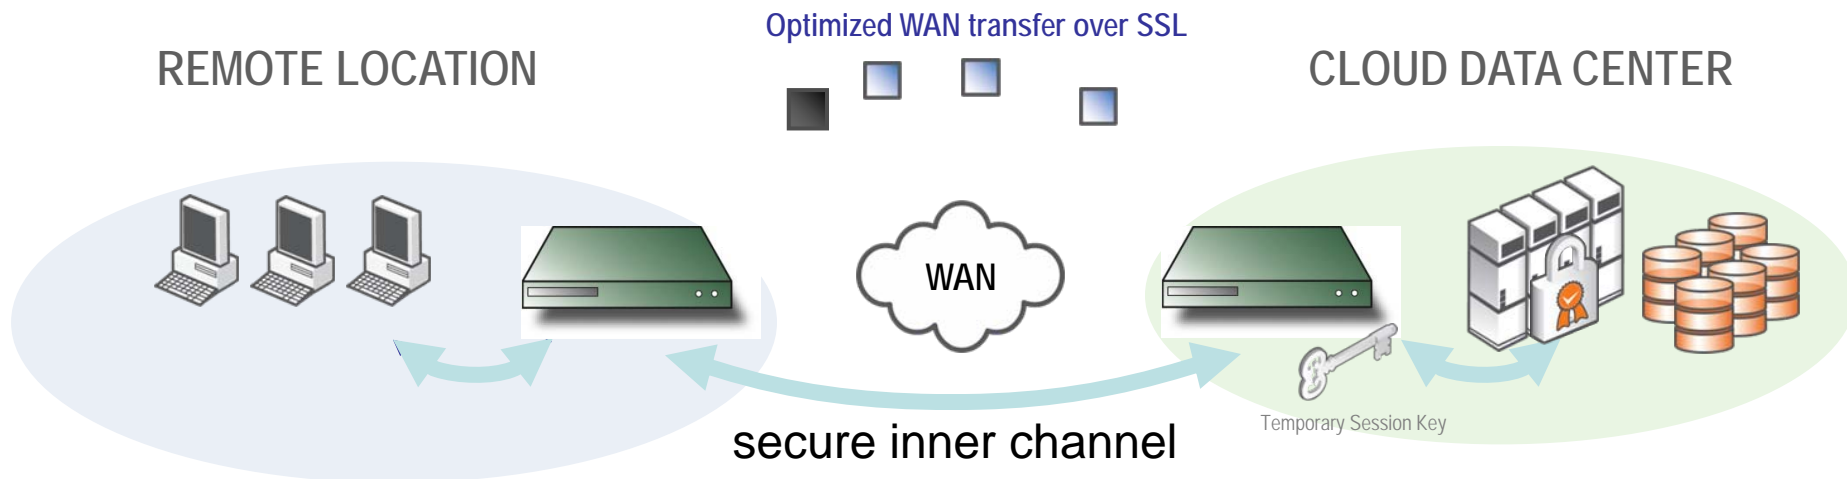 Optimized WAN transfer over SSL
REMOTE LOCATION
CLOUD DATA CENTER
WAN
Temporary Session Key
secure inner channel